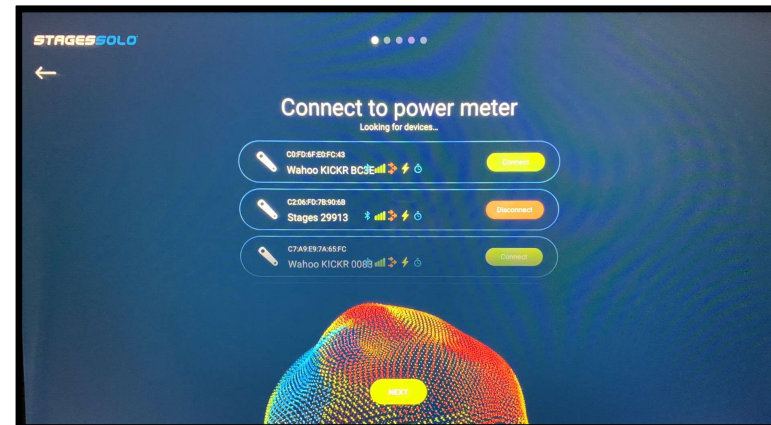 STAGESSOLO
Connect to power meter
Looking for devices...
C0:FD:6F:E0:FC:43
Wahoo KICKR BC3E
Connect
C2:06:FD:7B:90:6B
Stages 29913
Disconnect
C7:A9:E9:7A:65:FC
Wahoo KICKR 0083
Connect
NEXT